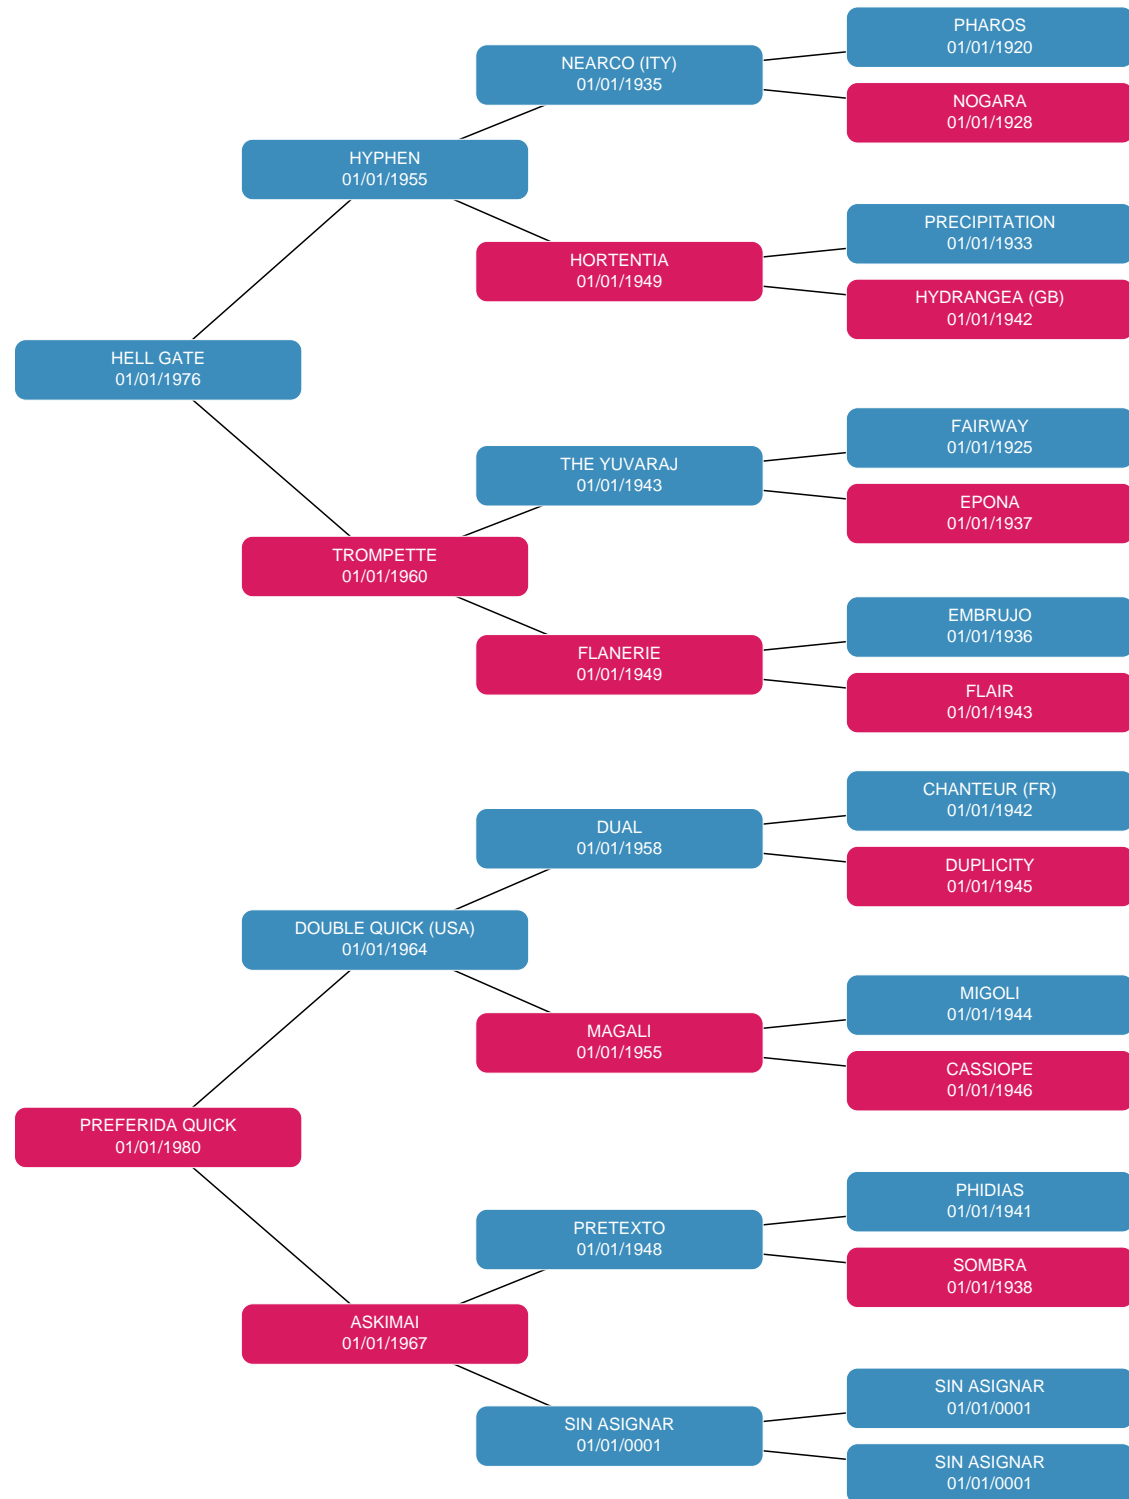 PHAROS
01/01/1920
NEARCO (ITY)
01/01/1935
NOGARA
01/01/1928
HYPHEN
01/01/1955
PRECIPITATION
01/01/1933
HORTENTIA
01/01/1949
HYDRANGEA (GB)
01/01/1942
HELL GATE
01/01/1976
FAIRWAY
01/01/1925
THE YUVARAJ
01/01/1943
EPONA
01/01/1937
TROMPETTE
01/01/1960
EMBRUJO
01/01/1936
FLANERIE
01/01/1949
FLAIR
01/01/1943
CHANTEUR (FR)
01/01/1942
DUAL
01/01/1958
DUPLICITY
01/01/1945
DOUBLE QUICK (USA)
01/01/1964
MIGOLI
01/01/1944
MAGALI
01/01/1955
CASSIOPE
01/01/1946
PREFERIDA QUICK
01/01/1980
PHIDIAS
01/01/1941
PRETEXTO
01/01/1948
SOMBRA
01/01/1938
ASKIMAI
01/01/1967
SIN ASIGNAR
01/01/0001
SIN ASIGNAR
01/01/0001
SIN ASIGNAR
01/01/0001